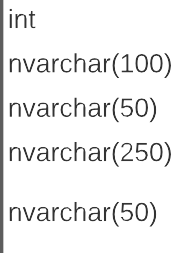 int
nvarchar(100)
nvarchar(50)
nvarchar(250)
nvarchar(50)